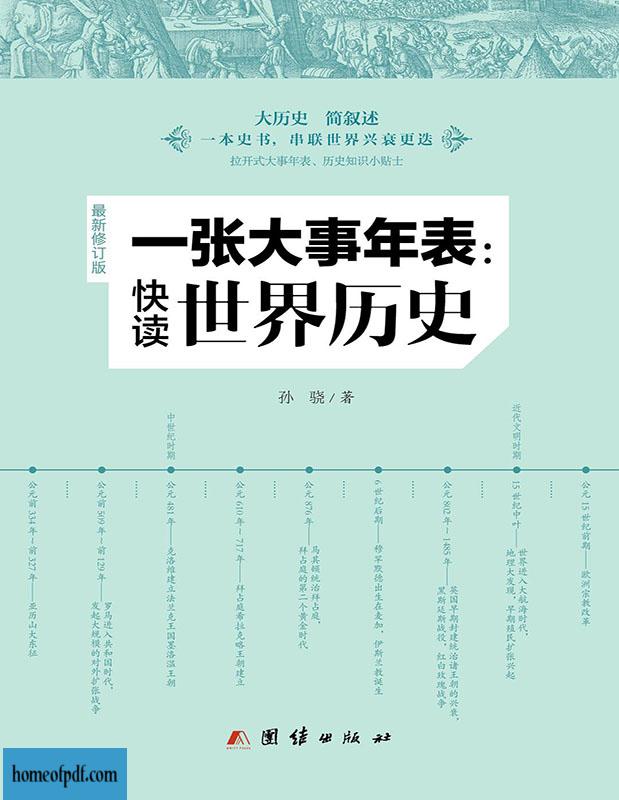 大历史 简叙述
一本史书，串联世界兴衰更迭
拉开式大事年表、历史知识小贴士
最新修订版
一张大事年表：
快读
世界历史
孙 骁/著
中世纪时期
近代文明时期
公元前334年～前327年——亚历山大东征
……
公元前509年～前129年——罗马进入共和国时代，
发起大规模的对外扩张战争
……
公元481年——克洛维建立法兰克王国墨洛温王朝
……
公元610年～717年——拜占庭希拉克略王朝建立
……
公元876年——马其顿统治拜占庭，
拜占庭的第二个黄金时代
……
6世纪后期——穆罕默德出生在麦加，伊斯兰教诞生
……
公元802年～1485年——英国早期封建统治诸王朝的兴衰，
黑斯廷斯战役，红白玫瑰战争
……
15世纪中叶——世界进入大航海时代，
地理大发现，早期殖民扩张兴起
……
公元15世纪前期——欧洲宗教改革
团结出版社
UNITY PRESS
homeofpdf.com